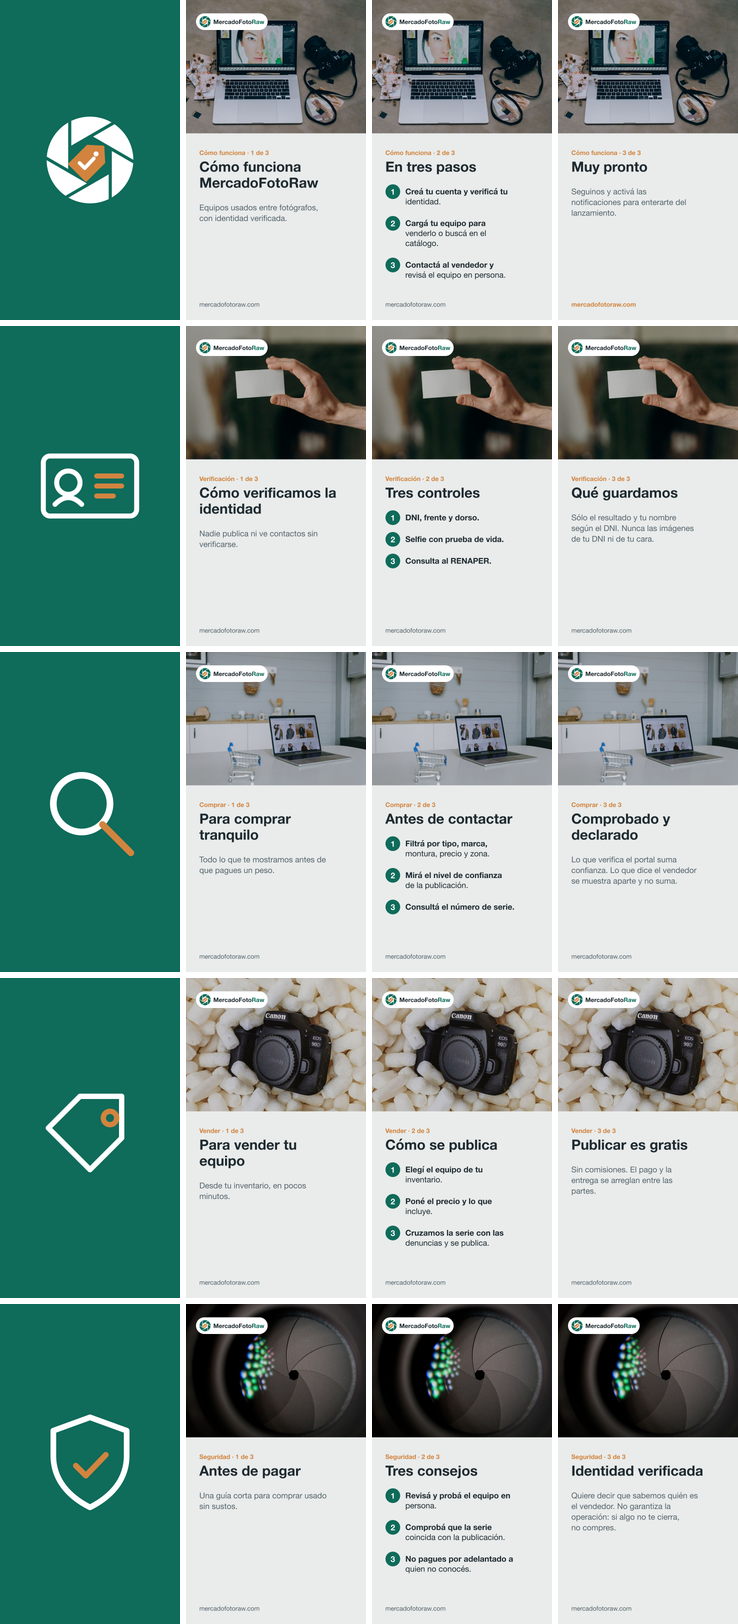 MercadoFotoRaw
Cómo funciona · 1 de 3
Cómo funciona
MercadoFotoRaw
Equipos usados entre fotógrafos,
con identidad verificada.
mercadofotoraw.com
MercadoFotoRaw
Cómo funciona · 2 de 3
En tres pasos
1 Creá tu cuenta y verificá tu
identidad.
2 Cargá tu equipo para
venderlo o buscá en el
catálogo.
3 Contactá al vendedor y
revisá el equipo en persona.
mercadofotoraw.com
MercadoFotoRaw
Cómo funciona · 3 de 3
Muy pronto
Seguinos y activá las
notificaciones para enterarte del
lanzamiento.
mercadofotoraw.com
MercadoFotoRaw
Verificación · 1 de 3
Cómo verificamos la
identidad
Nadie publica ni ve contactos sin
verificarse.
mercadofotoraw.com
MercadoFotoRaw
Verificación · 2 de 3
Tres controles
1 DNI, frente y dorso.
2 Selfie con prueba de vida.
3 Consulta al RENAPER.
mercadofotoraw.com
MercadoFotoRaw
Verificación · 3 de 3
Qué guardamos
Sólo el resultado y tu nombre
según el DNI. Nunca las imágenes
de tu DNI ni de tu cara.
mercadofotoraw.com
MercadoFotoRaw
Comprar · 1 de 3
Para comprar
tranquilo
Todo lo que te mostramos antes de
que pagues un peso.
mercadofotoraw.com
MercadoFotoRaw
Comprar · 2 de 3
Antes de contactar
1 Filtrá por tipo, marca,
montura, precio y zona.
2 Mirá el nivel de confianza
de la publicación.
3 Consultá el número de serie.
mercadofotoraw.com
MercadoFotoRaw
Comprar · 3 de 3
Comprobado y
declarado
Lo que verifica el portal suma
confianza. Lo que dice el vendedor
se muestra aparte y no suma.
mercadofotoraw.com
MercadoFotoRaw
Canon
EOS
90D
Vender · 1 de 3
Para vender tu
equipo
Desde tu inventario, en pocos
minutos.
mercadofotoraw.com
MercadoFotoRaw
Canon
EOS
90D
Vender · 2 de 3
Cómo se publica
1 Elegí el equipo de tu
inventario.
2 Poné el precio y lo que
incluye.
3 Cruzamos la serie con las
denuncias y se publica.
mercadofotoraw.com
MercadoFotoRaw
Canon
EOS
90D
Vender · 3 de 3
Publicar es gratis
Sin comisiones. El pago y la
entrega se arreglan entre las
partes.
mercadofotoraw.com
MercadoFotoRaw
Seguridad · 1 de 3
Antes de pagar
Una guía corta para comprar usado
sin sustos.
mercadofotoraw.com
MercadoFotoRaw
Seguridad · 2 de 3
Tres consejos
1 Revisá y probá el equipo en
persona.
2 Comprobá que la serie
coincida con la publicación.
3 No pagues por adelantado a
quien no conocés.
mercadofotoraw.com
MercadoFotoRaw
Seguridad · 3 de 3
Identidad verificada
Quiere decir que sabemos quién es
el vendedor. No garantiza la
operación: si algo no te cierra,
no compres.
mercadofotoraw.com